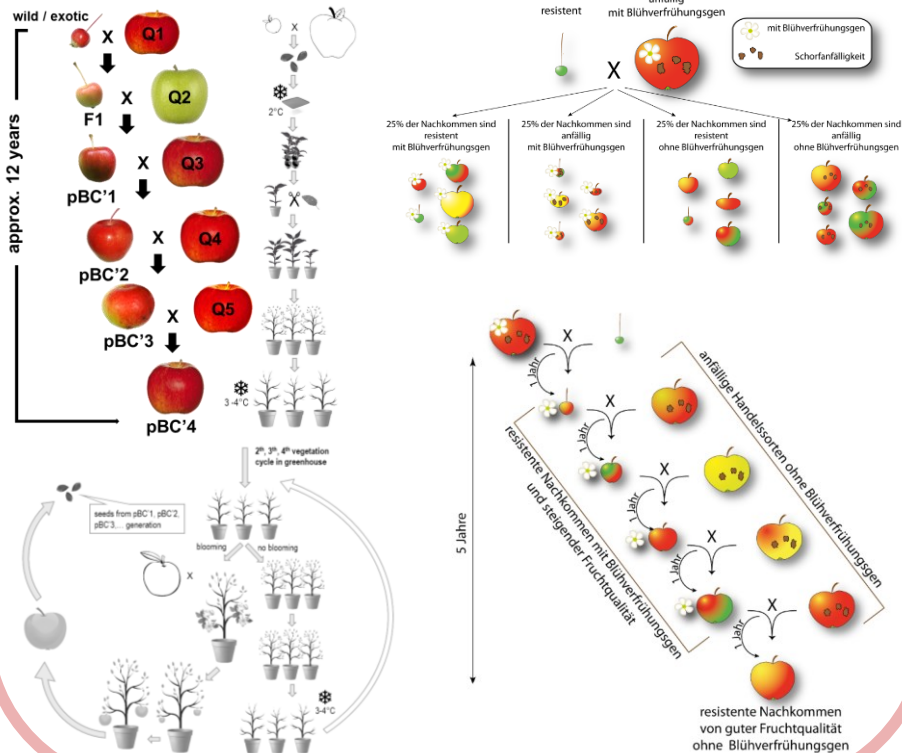 wild / exotic
X
Q1
F1
X
Q2
pBC'1
X
Q3
pBC'2
X
Q4
pBC'3
X
Q5
pBC'4
approx. 12 years
x
2°C
3 -4°C
2th, 3th, 4th vegetation
cycle in greenhouse
seeds from pBC'1, pBC'2,
pBC'3,... generation
blooming
no blooming
x
3-4°C
resistent
anfällig
mit Blühverfrühungsgen
X
mit Blühverfrühungsgen
Schorfanfälligkeit
25% der Nachkommen sind
resistent
mit Blühverfrühungsgen
25% der Nachkommen sind
anfällig
mit Blühverfrühungsgen
25% der Nachkommen sind
resistent
ohne Blühverfrühungsgen
25% der Nachkommen sind
anfällig
ohne Blühverfrühungsgen
5 Jahre
X
1 Jahr
X
1 Jahr
X
1 Jahr
X
1 Jahr
X
1 Jahr
anfällige Handelssorten ohne Blühverfrühungsgen
resistente Nachkommen mit Blühverfrühungsgen
und steigender Fruchtqualität
resistente Nachkommen
von guter Fruchtqualität
ohne Blühverfrühungsgen